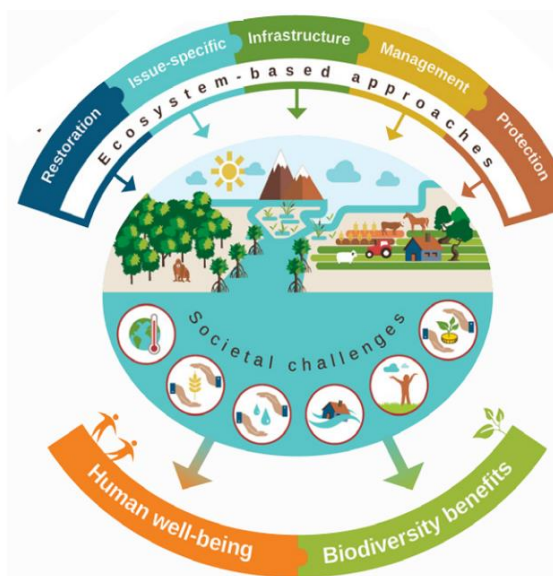 Restoration
Issue-specific
Infrastructure
Management
Protection
Ecosystem-based approaches
Societal challenges
Human well-being
Biodiversity benefits